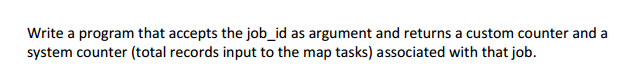 Write a program that accepts the job_id as argument and returns a custom counter and a
system counter (total records input to the map tasks) associated with that job.